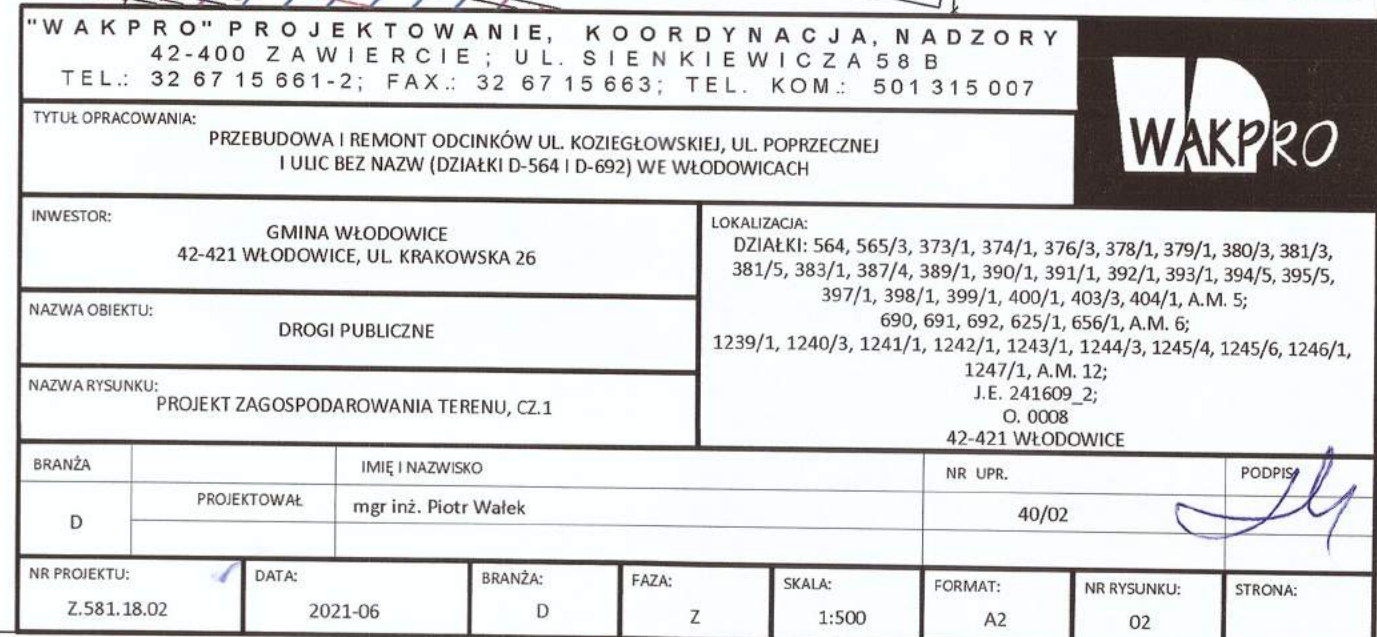 "WAKPRO" PROJEKTOWANIE, KOORDYNACJA, NADZORY
42-400 ZAWIERCIE; UL. SIENKIEWICZA 58 B
TEL.: 32 67 15 661-2; FAX.: 32 67 15 663; TEL. KOM.: 501 315 007
WAKPRO
TYTUŁ OPRACOWANIA:
PRZEBUDOWA I REMONT ODCINKÓW UL. KOZIEGŁOWSKIEJ, UL. POPRZECZNEJ
I ULIC BEZ NAZW (DZIAŁKI D-564 I D-692) WE WŁODOWICACH
INWESTOR:
GMINA WŁODOWICE
42-421 WŁODOWICE, UL. KRAKOWSKA 26
NAZWA OBIEKTU:
DROGI PUBLICZNE
NAZWA RYSUNKU:
PROJEKT ZAGOSPODAROWANIA TERENU, CZ.1
LOKALIZACJA:
DZIAŁKI: 564, 565/3, 373/1, 374/1, 376/3, 378/1, 379/1, 380/3, 381/3,
381/5, 383/1, 387/4, 389/1, 390/1, 391/1, 392/1, 393/1, 394/5, 395/5,
397/1, 398/1, 399/1, 400/1, 403/3, 404/1, A.M. 5;
690, 691, 692, 625/1, 656/1, A.M. 6;
1239/1, 1240/3, 1241/1, 1242/1, 1243/1, 1244/3, 1245/4, 1245/6, 1246/1,
1247/1, A.M. 12;
J.E. 241609_2;
O. 0008
42-421 WŁODOWICE
BRANŻA IMIĘ I NAZWISKO NR UPR. PODPIS
D PROJEKTOWAŁ mgr inż. Piotr Wałek 40/02
NR PROJEKTU: DATA: BRANŻA: FAZA: SKALA: FORMAT: NR RYSUNKU: STRONA:
Z.581.18.02 2021-06 D Z 1:500 A2 02